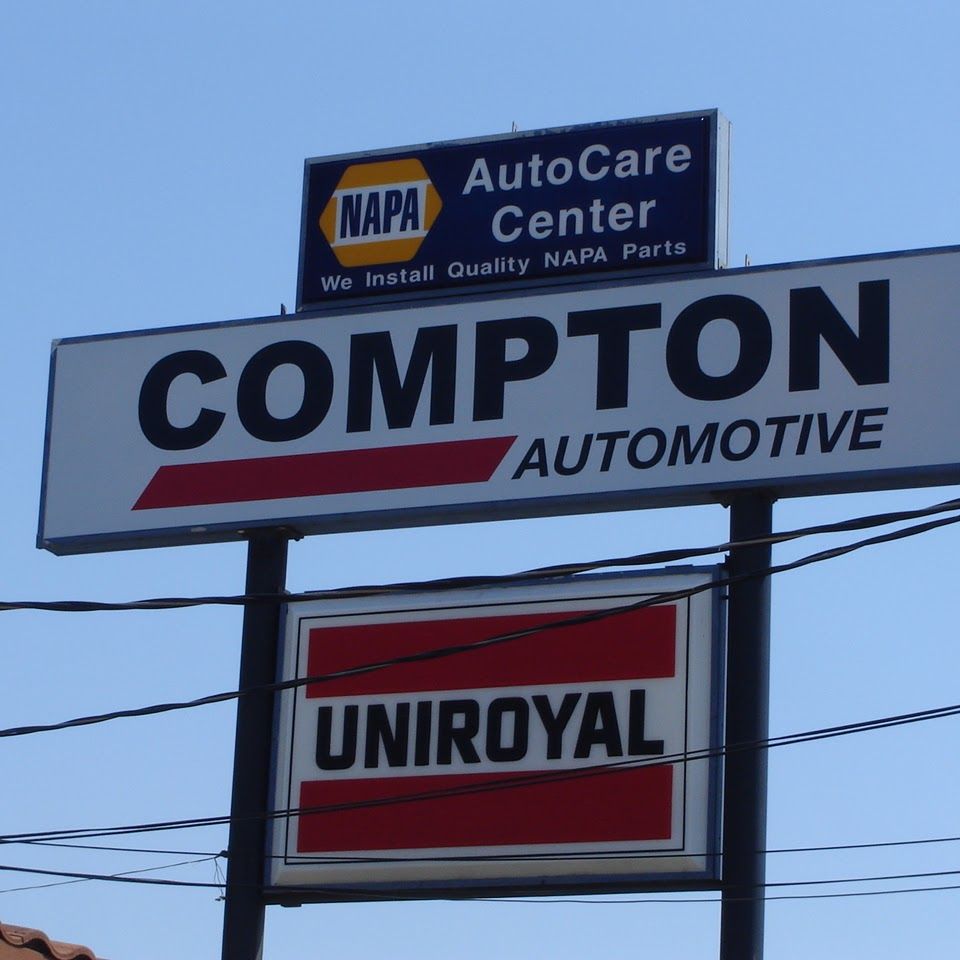 NAPA
AutoCare
Center
We Install Quality NAPA Parts
COMPTON
AUTOMOTIVE
UNIROYAL